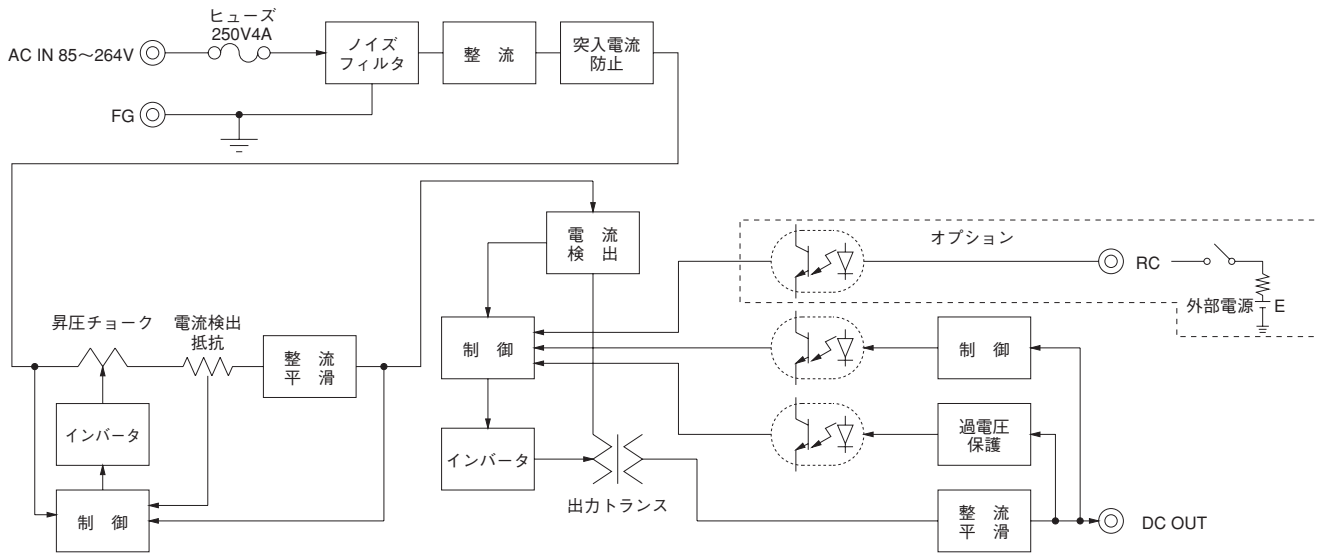 ヒューズ
250V4A
AC IN 85～264V
ノイズ
フィルタ
整 流
突入電流
防止
FG
電 流
検 出
オプション
RC
外部電源
E
昇圧チョーク
電流検出
抵抗
整 流
平 滑
制 御
制 御
インバータ
過電圧
保護
インバータ
出力トランス
制 御
整 流
平 滑
DC OUT